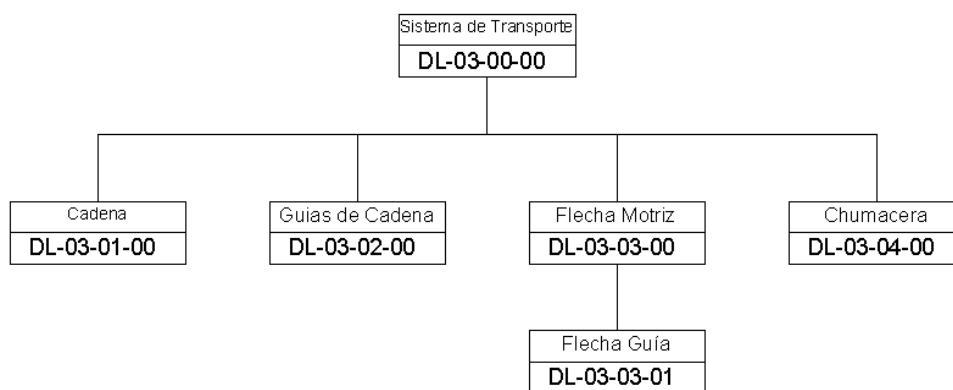 Sistema de Transporte
DL-03-00-00
Cadena
DL-03-01-00
Guias de Cadena
DL-03-02-00
Flecha Motriz
DL-03-03-00
Chumacera
DL-03-04-00
Flecha Guía
DL-03-03-01